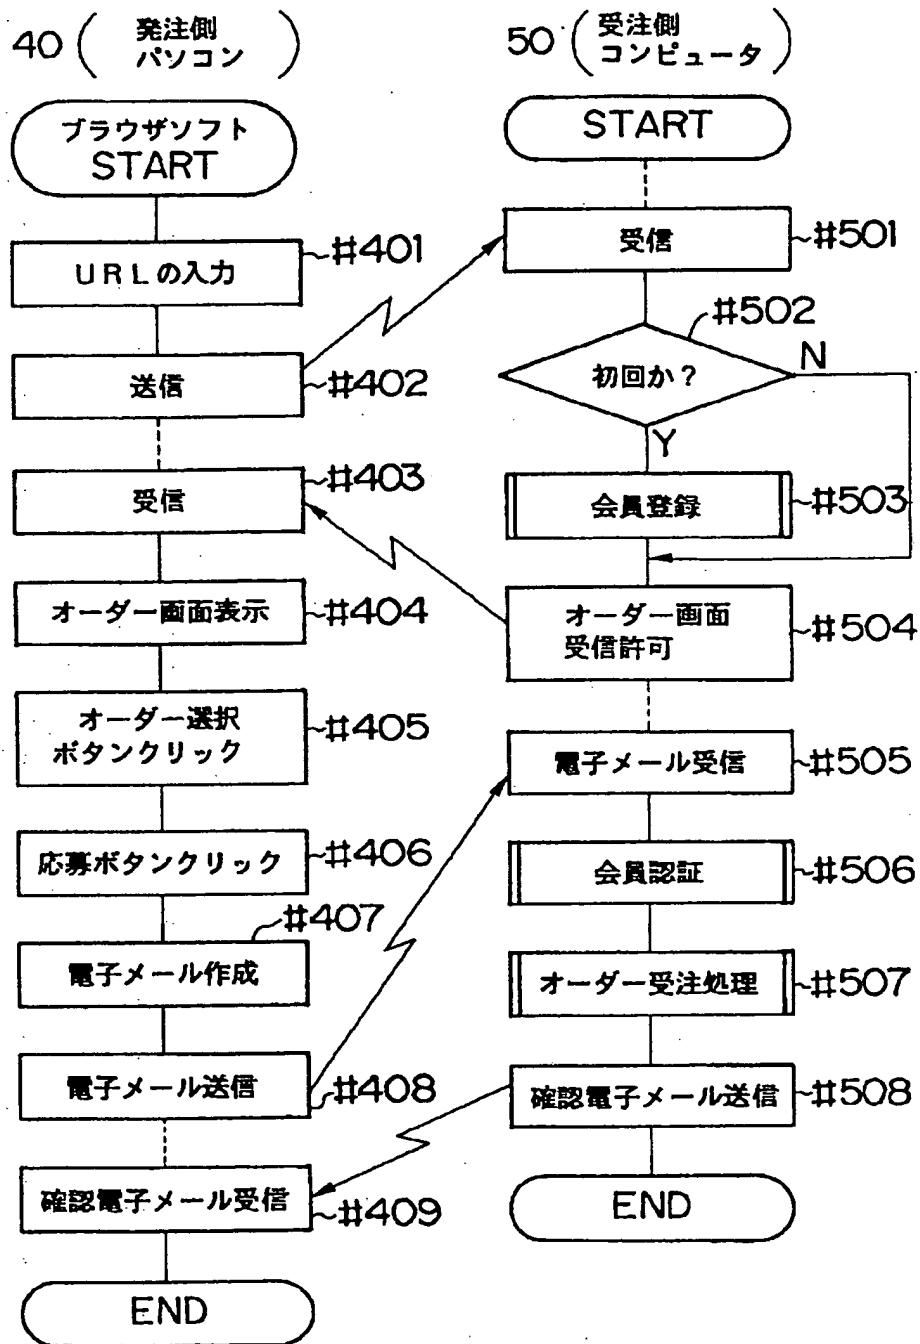 40 (発注側
パソコン)
ブラウザソフト
START
URLの入力
#401
送信
#402
受信
#403
オーダー画面表示
#404
オーダー選択
ボタンクリック
#405
応募ボタンクリック
#406
#407
電子メール作成
電子メール送信
#408
確認電子メール受信
#409
END
50 (受注側
コンピュータ)
START
受信
#501
#502
初回か?
N
Y
会員登録
#503
オーダー画面
受信許可
#504
電子メール受信
#505
会員認証
#506
オーダー受注処理
#507
確認電子メール送信
#508
END